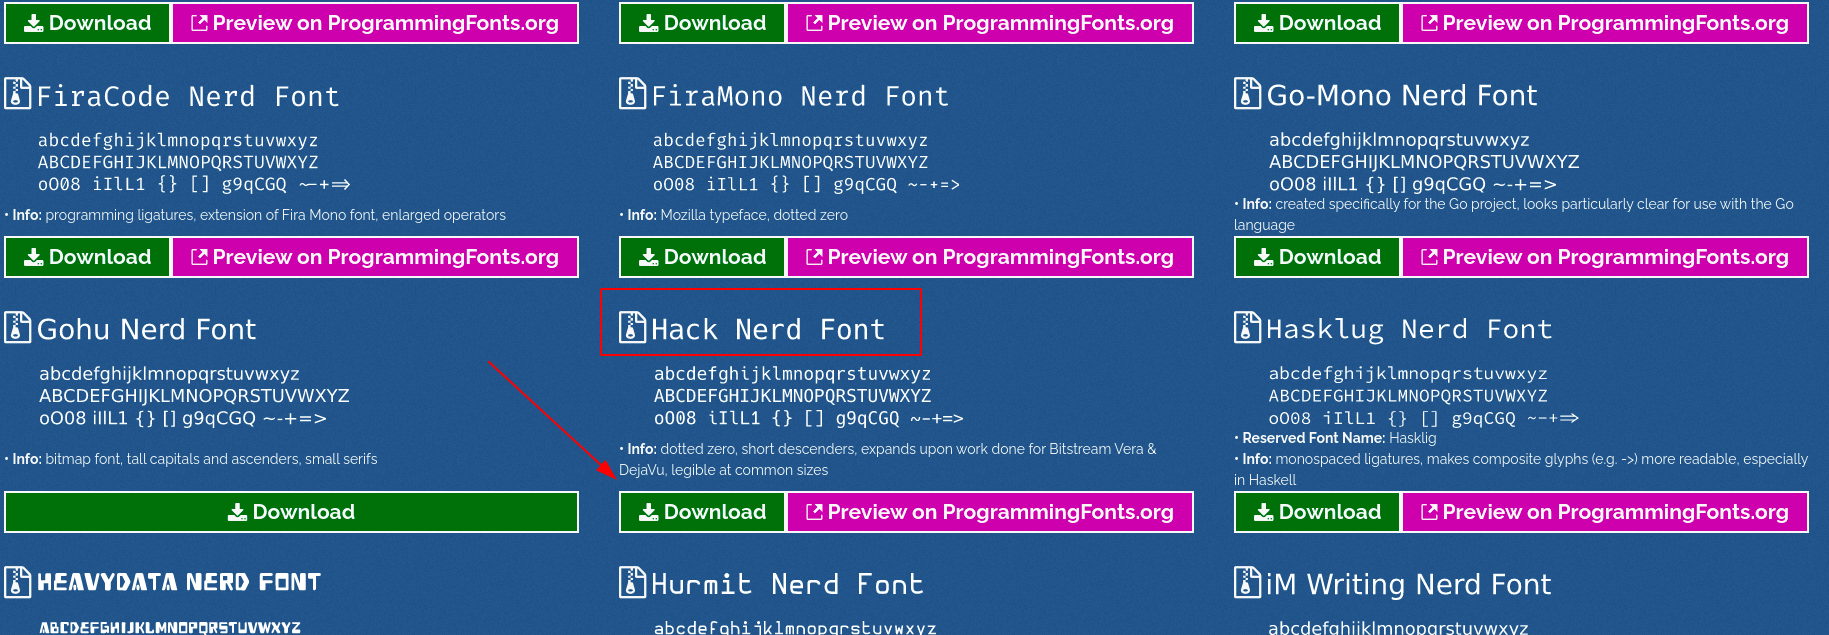 Download Preview on ProgrammingFonts.org
Download Preview on ProgrammingFonts.org
Download Preview on ProgrammingFonts.org
FiraCode Nerd Font
abcdefghijklmnopqrstuvwxyz
ABCDEFGHIJKLMNOPQRSTUVWXYZ
oO08 iIlL1 {} [] g9qCGQ ~-+=>
• Info: programming ligatures, extension of Fira Mono font, enlarged operators
Download Preview on ProgrammingFonts.org
FiraMono Nerd Font
abcdefghijklmnopqrstuvwxyz
ABCDEFGHIJKLMNOPQRSTUVWXYZ
oO08 iIlL1 {} [] g9qCGQ ~-+=>
• Info: Mozilla typeface, dotted zero
Download Preview on ProgrammingFonts.org
Go-Mono Nerd Font
abcdefghijklmnopqrstuvwxyz
ABCDEFGHIJKLMNOPQRSTUVWXYZ
oO08 iIlL1 {} [] g9qCGQ ~-+=>
• Info: created specifically for the Go project, looks particularly clear for use with the Go
language
Download Preview on ProgrammingFonts.org
Gohu Nerd Font
abcdefghijklmnopqrstuvwxyz
ABCDEFGHIJKLMNOPQRSTUVWXYZ
oO08 iIlL1 {} [] g9qCGQ ~-+=>
• Info: bitmap font, tall capitals and ascenders, small serifs
Download
Hack Nerd Font
abcdefghijklmnopqrstuvwxyz
ABCDEFGHIJKLMNOPQRSTUVWXYZ
oO08 iIlL1 {} [] g9qCGQ ~-+=>
• Info: dotted zero, short descenders, expands upon work done for Bitstream Vera &
DejaVu, legible at common sizes
Download Preview on ProgrammingFonts.org
Hasklug Nerd Font
abcdefghijklmnopqrstuvwxyz
ABCDEFGHIJKLMNOPQRSTUVWXYZ
oO08 iIlL1 {} [] g9qCGQ ~-+=>
• Reserved Font Name: Hasklig
• Info: monospaced ligatures, makes composite glyphs (e.g. ->) more readable, especially
in Haskell
Download Preview on ProgrammingFonts.org
HEAVYDATA NERD FONT
ABCDEFGHIJKLMNOPQRSTUVWXYZ
Hurmit Nerd Font
abcdefghijklmnopqrstuvwxyz
iM Writing Nerd Font
abcdefghijklmnopqrstuvwxyz